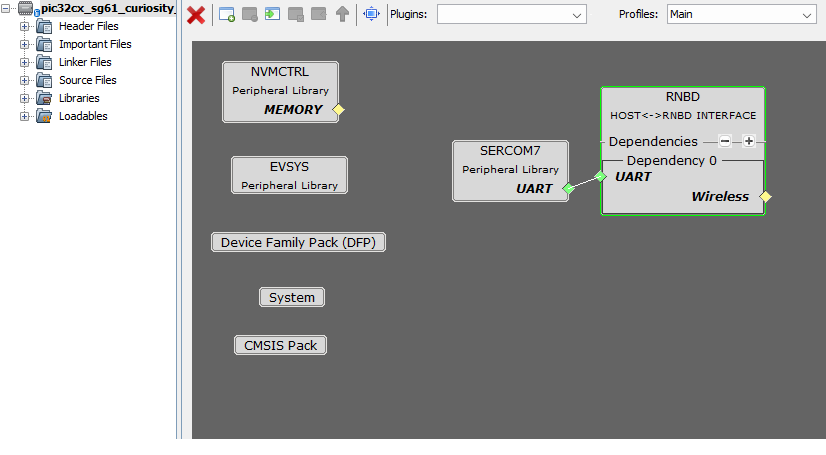 pic32cx_sg61_curiosity_
Header Files
Important Files
Linker Files
Source Files
Libraries
Loadables
Plugins:
Profiles:
Main
NVMCTRL
Peripheral Library
MEMORY
EVSYS
Peripheral Library
Device Family Pack (DFP)
System
CMSIS Pack
SERCOM7
Peripheral Library
UART
RNBD
HOST<->RNBD INTERFACE
Dependencies
Dependency 0
UART
Wireless